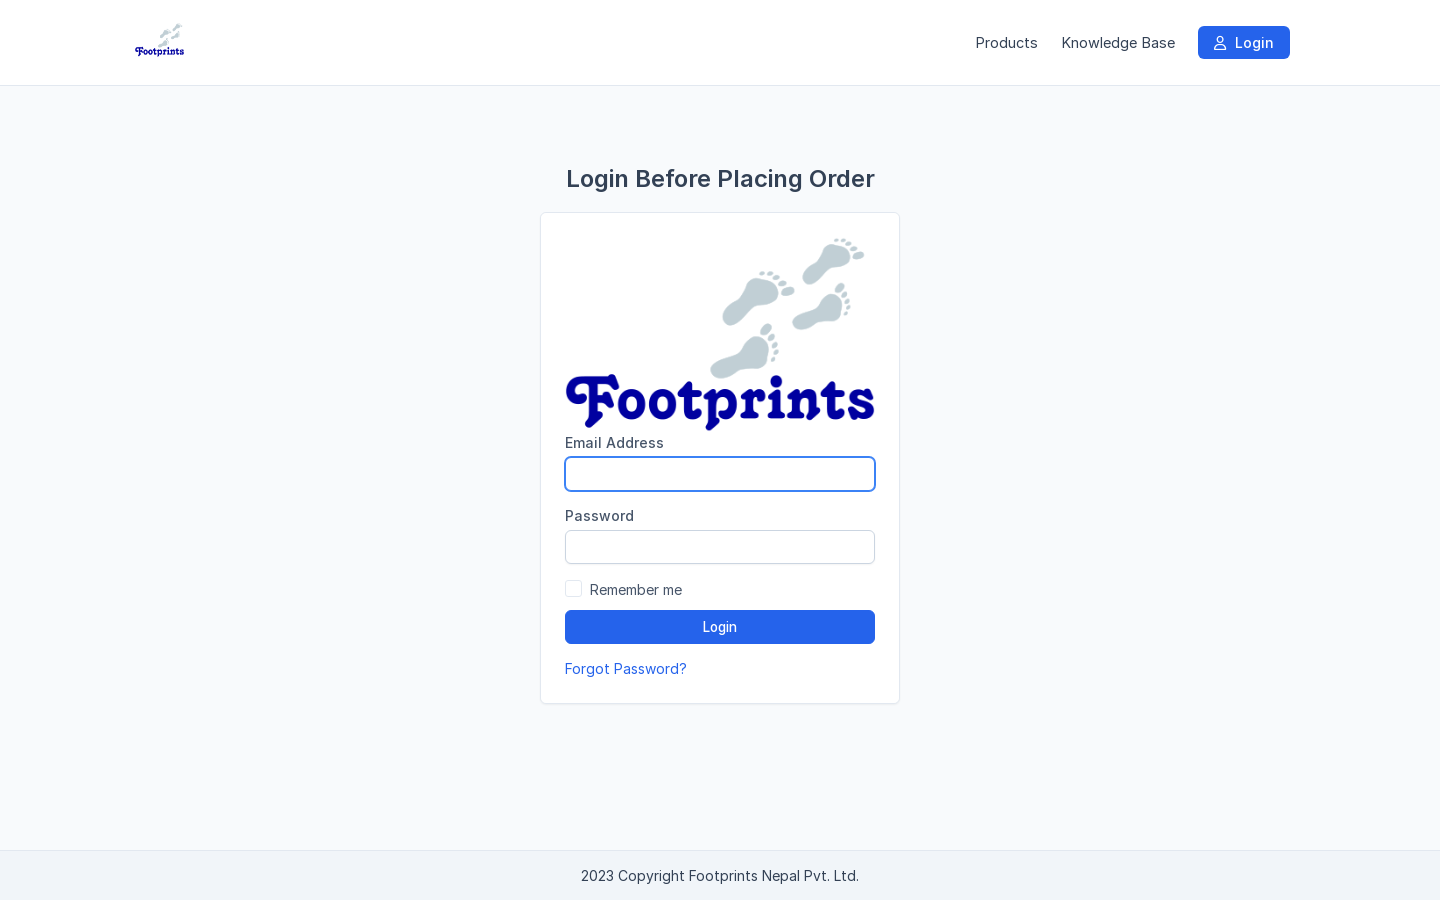 Footprints
Products
Knowledge Base
Login
Login Before Placing Order
Footprints
Email Address
Password
Remember me
Login
Forgot Password?
2023 Copyright Footprints Nepal Pvt. Ltd.